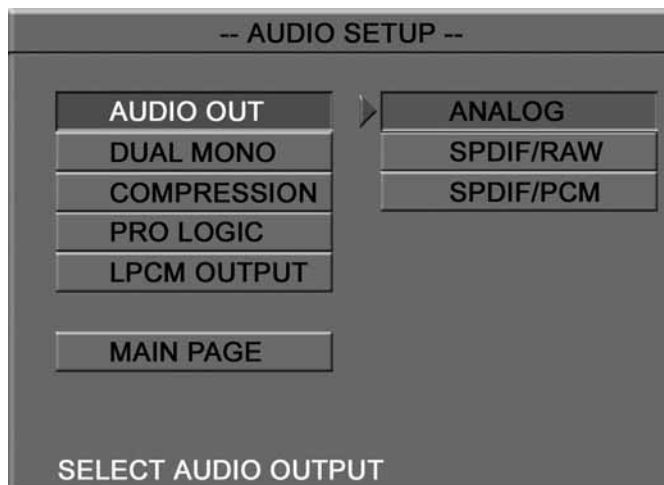 -- AUDIO SETUP --
AUDIO OUT
DUAL MONO
COMPRESSION
PRO LOGIC
LPCM OUTPUT
MAIN PAGE
ANALOG
SPDIF/RAW
SPDIF/PCM
SELECT AUDIO OUTPUT